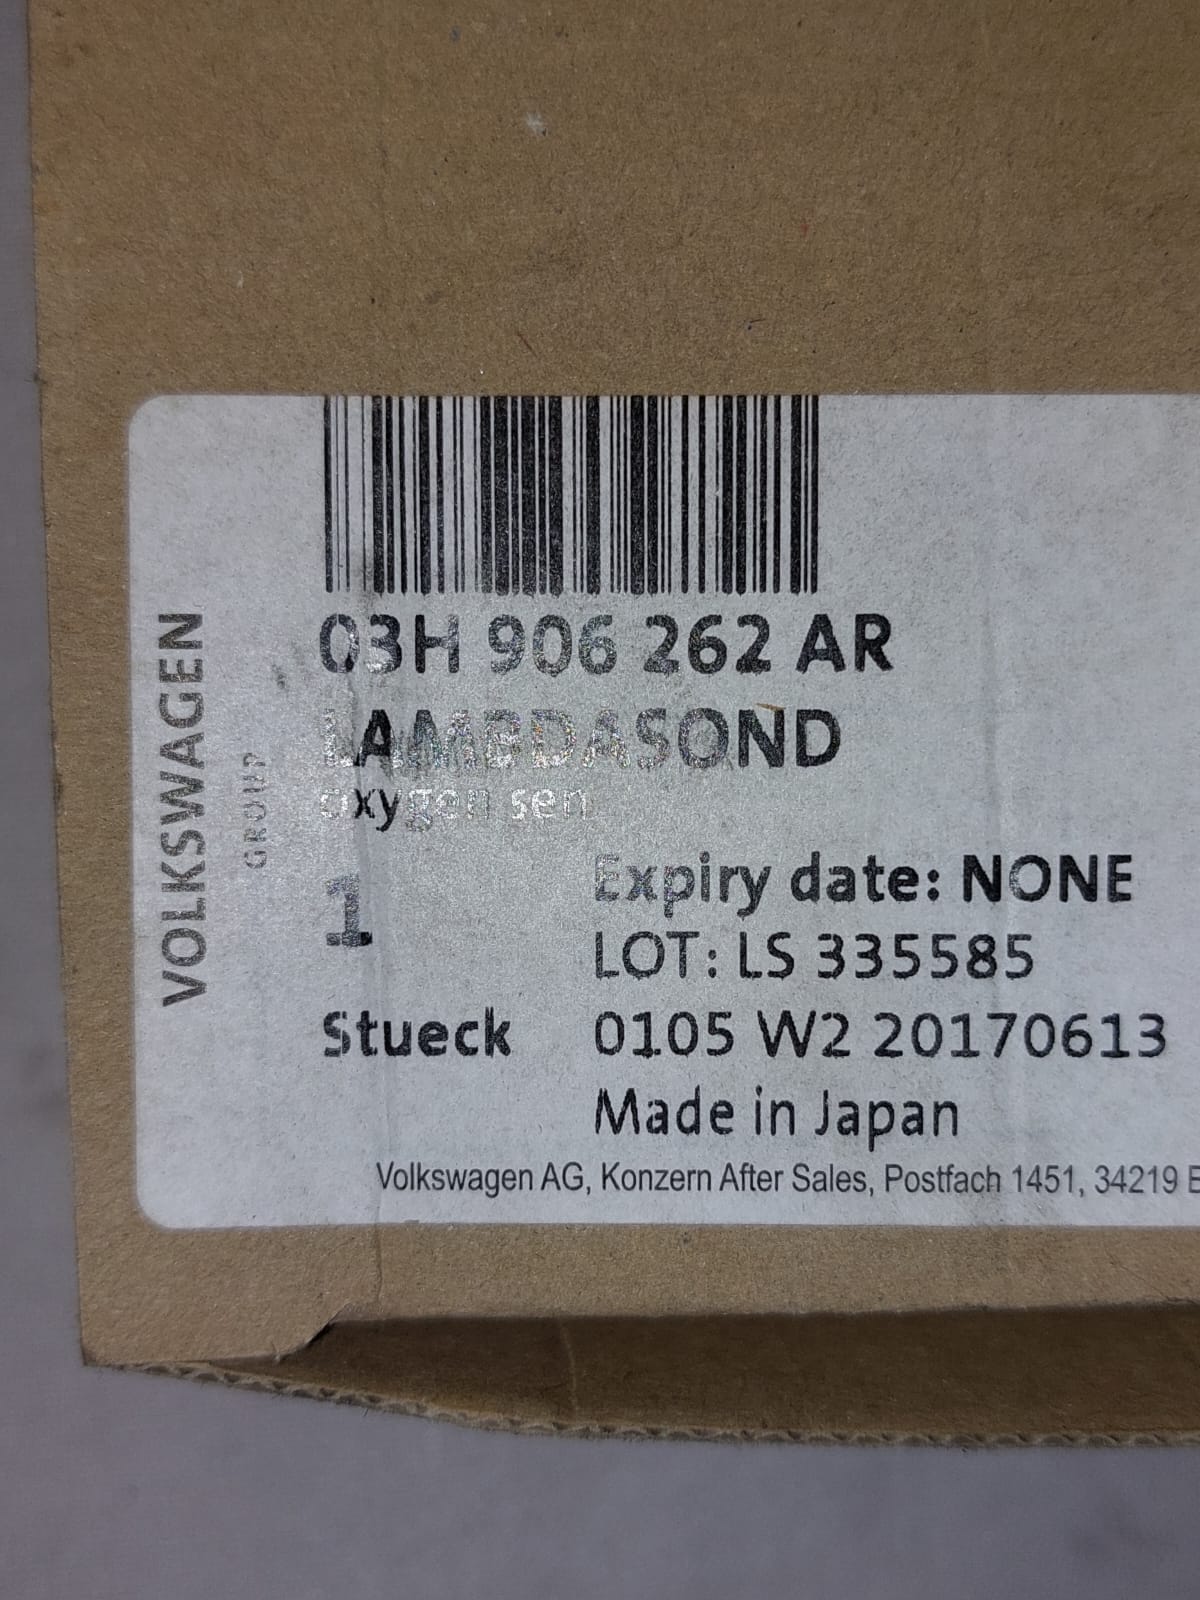 VOLKSWAGEN
GROUP
03H 906 262 AR
LAMBDASOND
oxygen sen
1
Expiry date: NONE
LOT: LS 335585
Stueck 0105 W2 20170613
Made in Japan
Volkswagen AG, Konzern After Sales, Postfach 1451, 34219